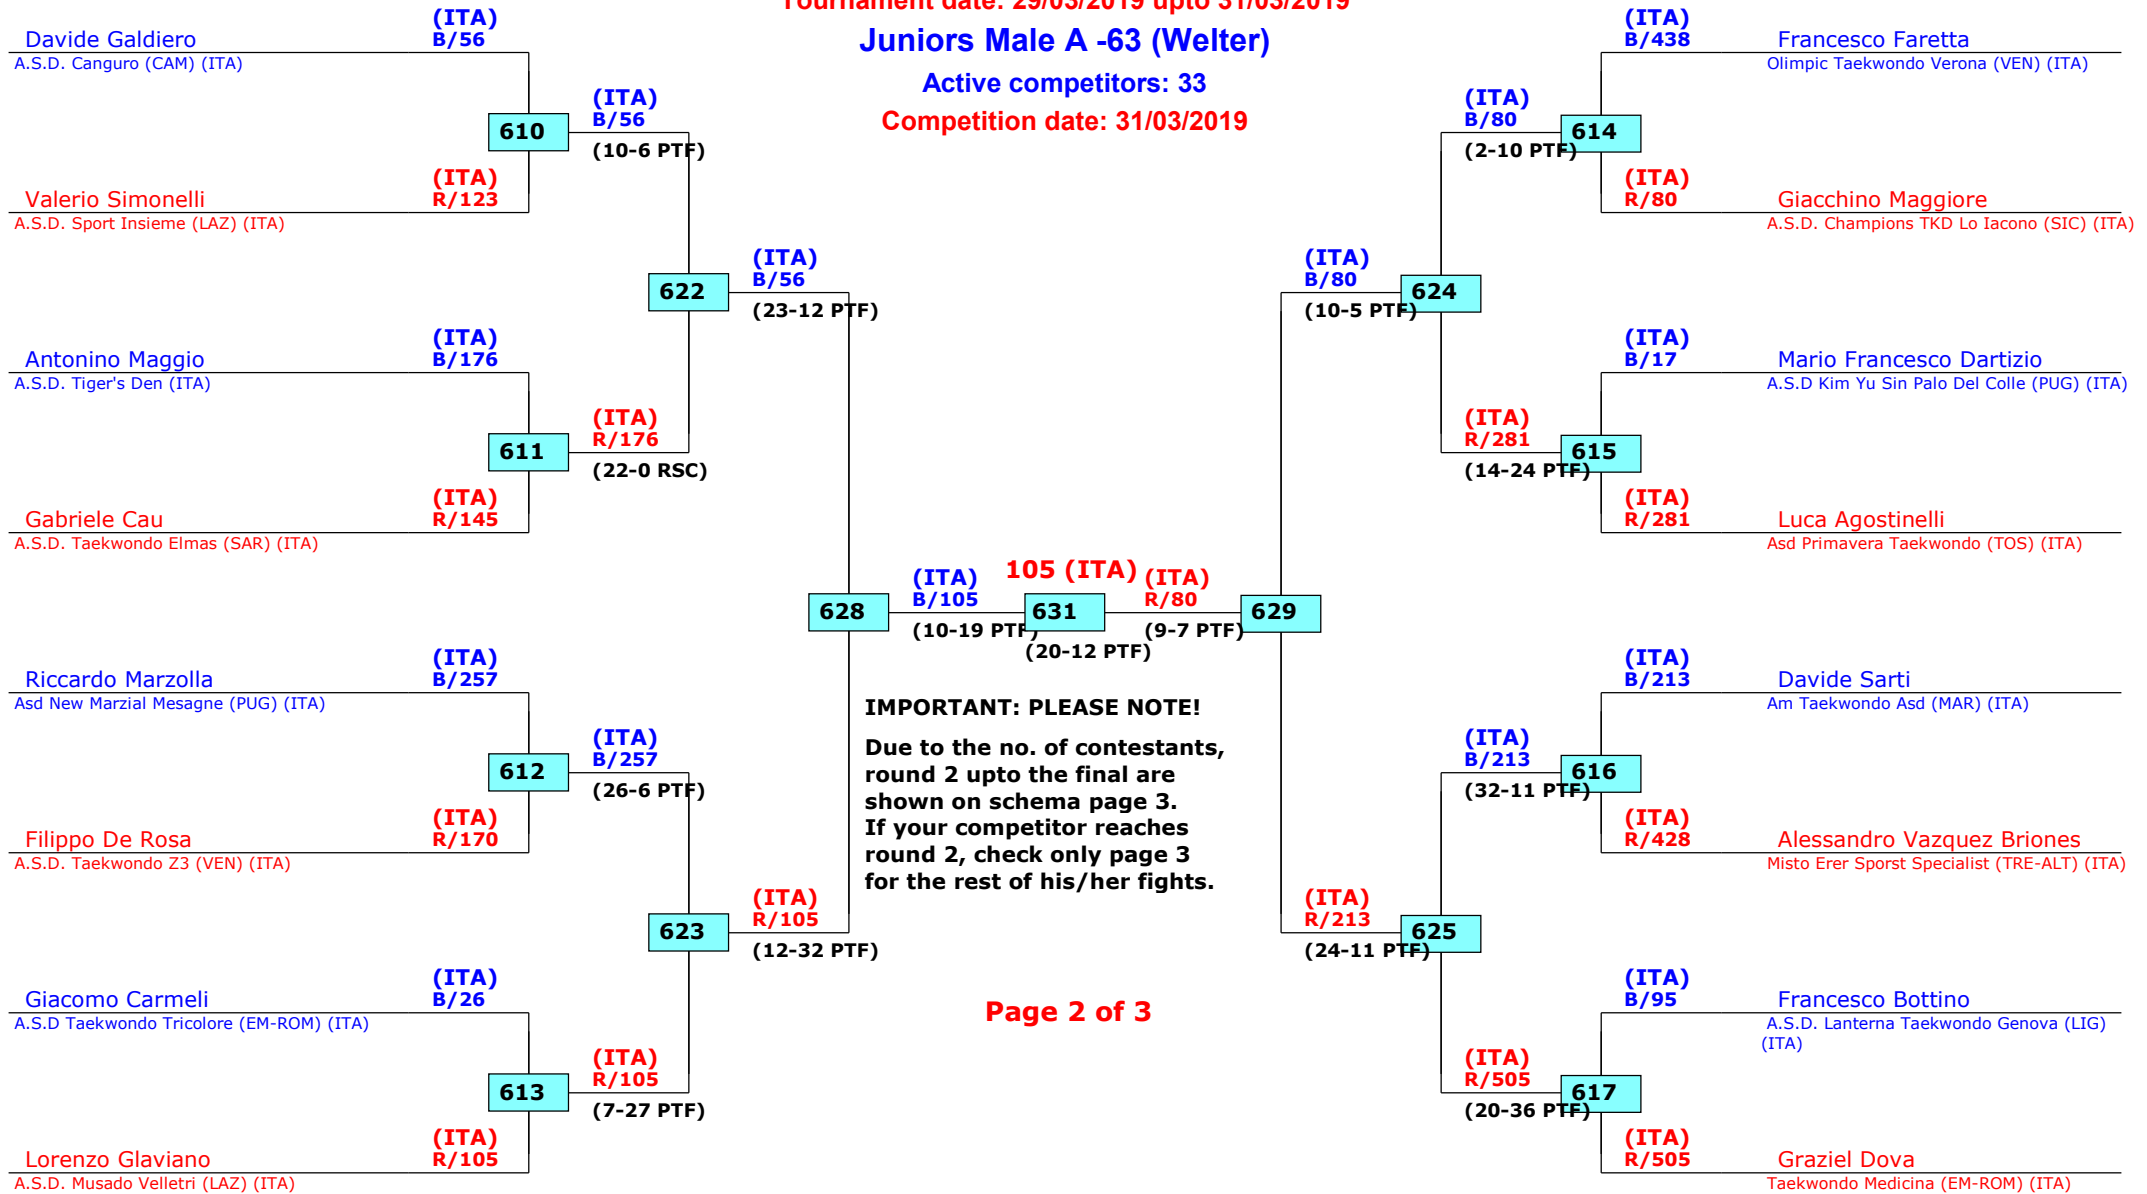 Tournament date: 29/03/2019 upto 31/03/2019
Juniors Male A -63 (Welter)
Active competitors: 33
Competition date: 31/03/2019
Davide Galdiero
(ITA)
B/56
A.S.D. Canguro (CAM) (ITA)
610
(ITA)
B/56
(10-6 PTF)
Valerio Simonelli
(ITA)
R/123
A.S.D. Sport Insieme (LAZ) (ITA)
622
(ITA)
B/56
(23-12 PTF)
Antonino Maggio
(ITA)
B/176
A.S.D. Tiger's Den (ITA)
611
(ITA)
R/176
(22-0 RSC)
Gabriele Cau
(ITA)
R/145
A.S.D. Taekwondo Elmas (SAR) (ITA)
628
(ITA)
B/105
(10-19 PTF)
105 (ITA)
631
(20-12 PTF)
(ITA)
R/80
(9-7 PTF)
629
Riccardo Marzolla
(ITA)
B/257
Asd New Marzial Mesagne (PUG) (ITA)
612
(ITA)
B/257
(26-6 PTF)
Filippo De Rosa
(ITA)
R/170
A.S.D. Taekwondo Z3 (VEN) (ITA)
623
(ITA)
R/105
(12-32 PTF)
Giacomo Carmeli
(ITA)
B/26
A.S.D Taekwondo Tricolore (EM-ROM) (ITA)
613
(ITA)
R/105
(7-27 PTF)
Lorenzo Glaviano
(ITA)
R/105
A.S.D. Musado Velletri (LAZ) (ITA)
IMPORTANT: PLEASE NOTE!
Due to the no. of contestants,
round 2 upto the final are
shown on schema page 3.
If your competitor reaches
round 2, check only page 3
for the rest of his/her fights.
Page 2 of 3
(ITA)
B/438
Francesco Faretta
Olimpic Taekwondo Verona (VEN) (ITA)
(ITA)
B/80
(2-10 PTF)
614
(ITA)
R/80
Giacchino Maggiore
A.S.D. Champions TKD Lo Iacono (SIC) (ITA)
(ITA)
B/80
(10-5 PTF)
624
(ITA)
B/17
Mario Francesco Dartizio
A.S.D Kim Yu Sin Palo Del Colle (PUG) (ITA)
(ITA)
R/281
(14-24 PTF)
615
(ITA)
R/281
Luca Agostinelli
Asd Primavera Taekwondo (TOS) (ITA)
(ITA)
B/213
Davide Sarti
Am Taekwondo Asd (MAR) (ITA)
(ITA)
B/213
(32-11 PTF)
616
(ITA)
R/428
Alessandro Vazquez Briones
Misto Erer Sporst Specialist (TRE-ALT) (ITA)
(ITA)
R/213
(24-11 PTF)
625
(ITA)
B/95
Francesco Bottino
A.S.D. Lanterna Taekwondo Genova (LIG)
(ITA)
(ITA)
R/505
(20-36 PTF)
617
(ITA)
R/505
Graziel Dova
Taekwondo Medicina (EM-ROM) (ITA)